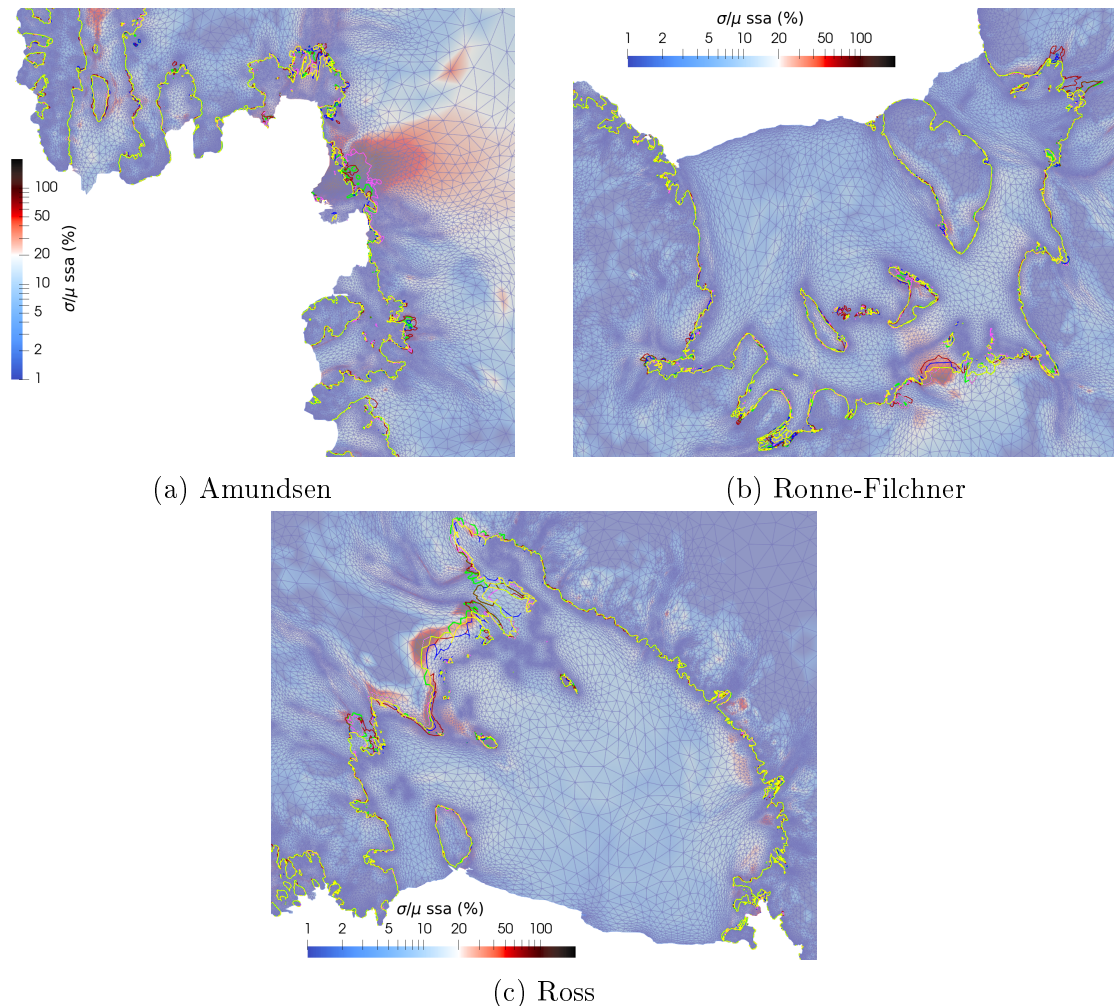 σ/μ ssa (%)
1 2 5 10 20 50 100
100
50
20
10
5
2
1
σ/μ ssa (%)
(a) Amundsen
(b) Ronne-Filchner
σ/μ ssa (%)
1 2 5 10 20 50 100
(c) Ross